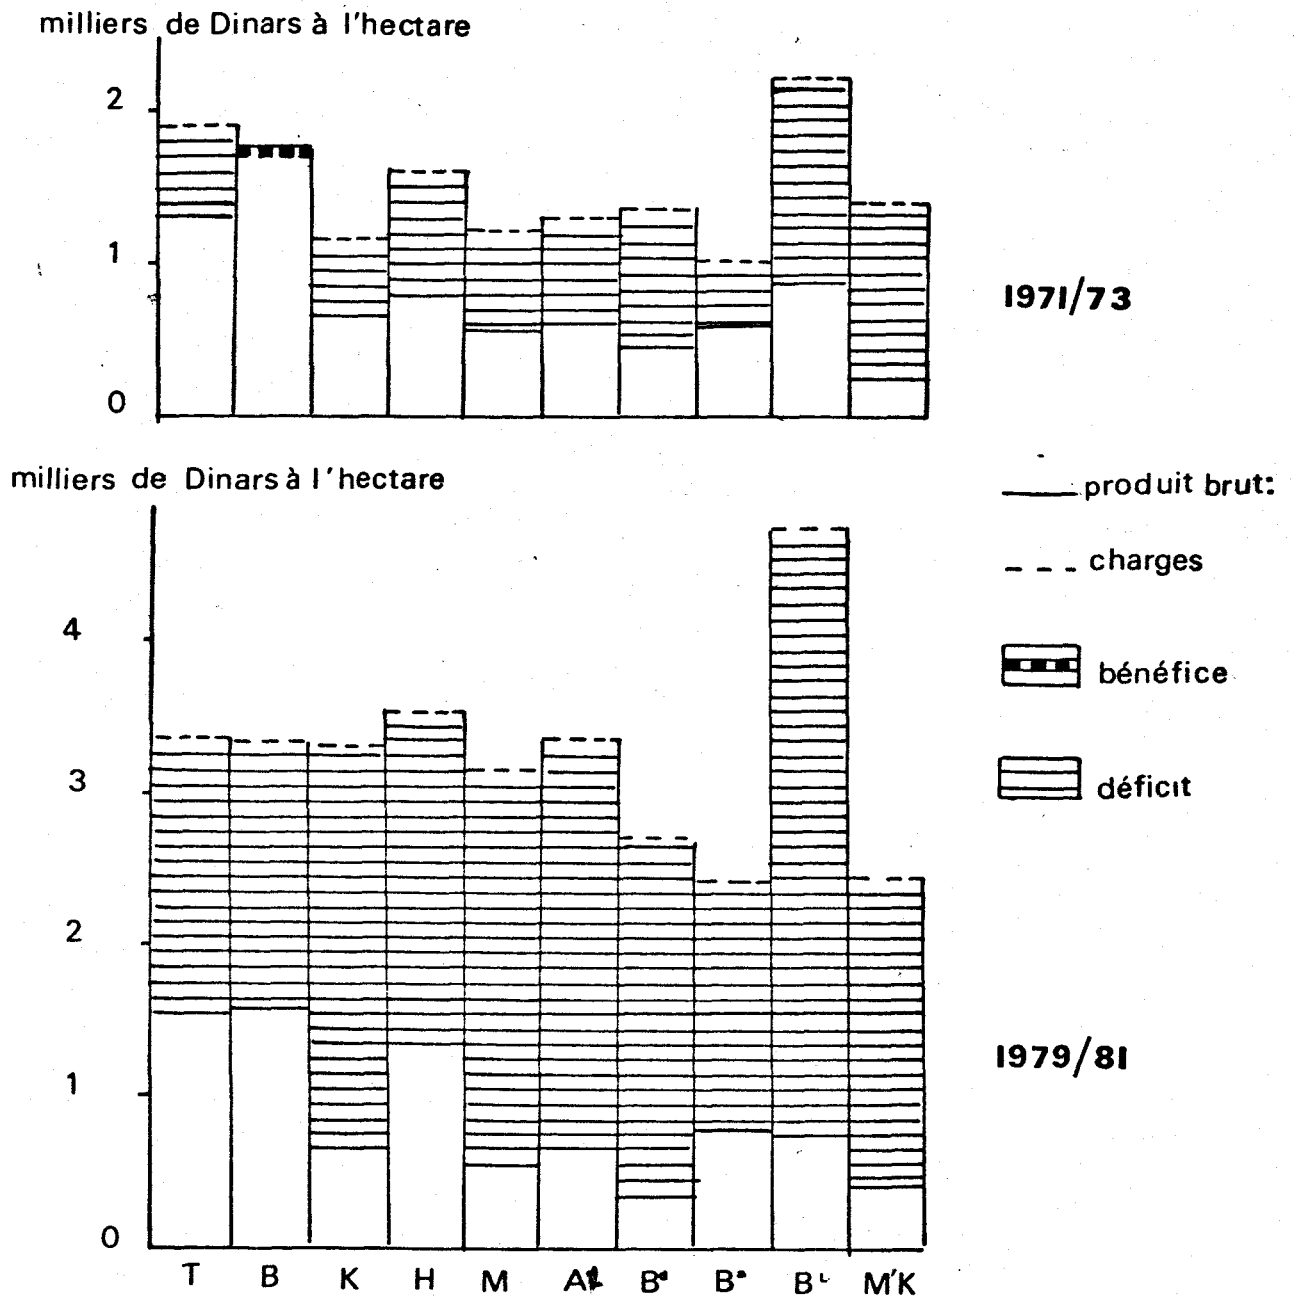 milliers de Dinars à l'hectare
2
1
0
1971/73
milliers de Dinars à l'hectare
produit brut:
charges
bénéfice
déficit
4
3
2
1
0
1979/81
T B K H M B B M'K